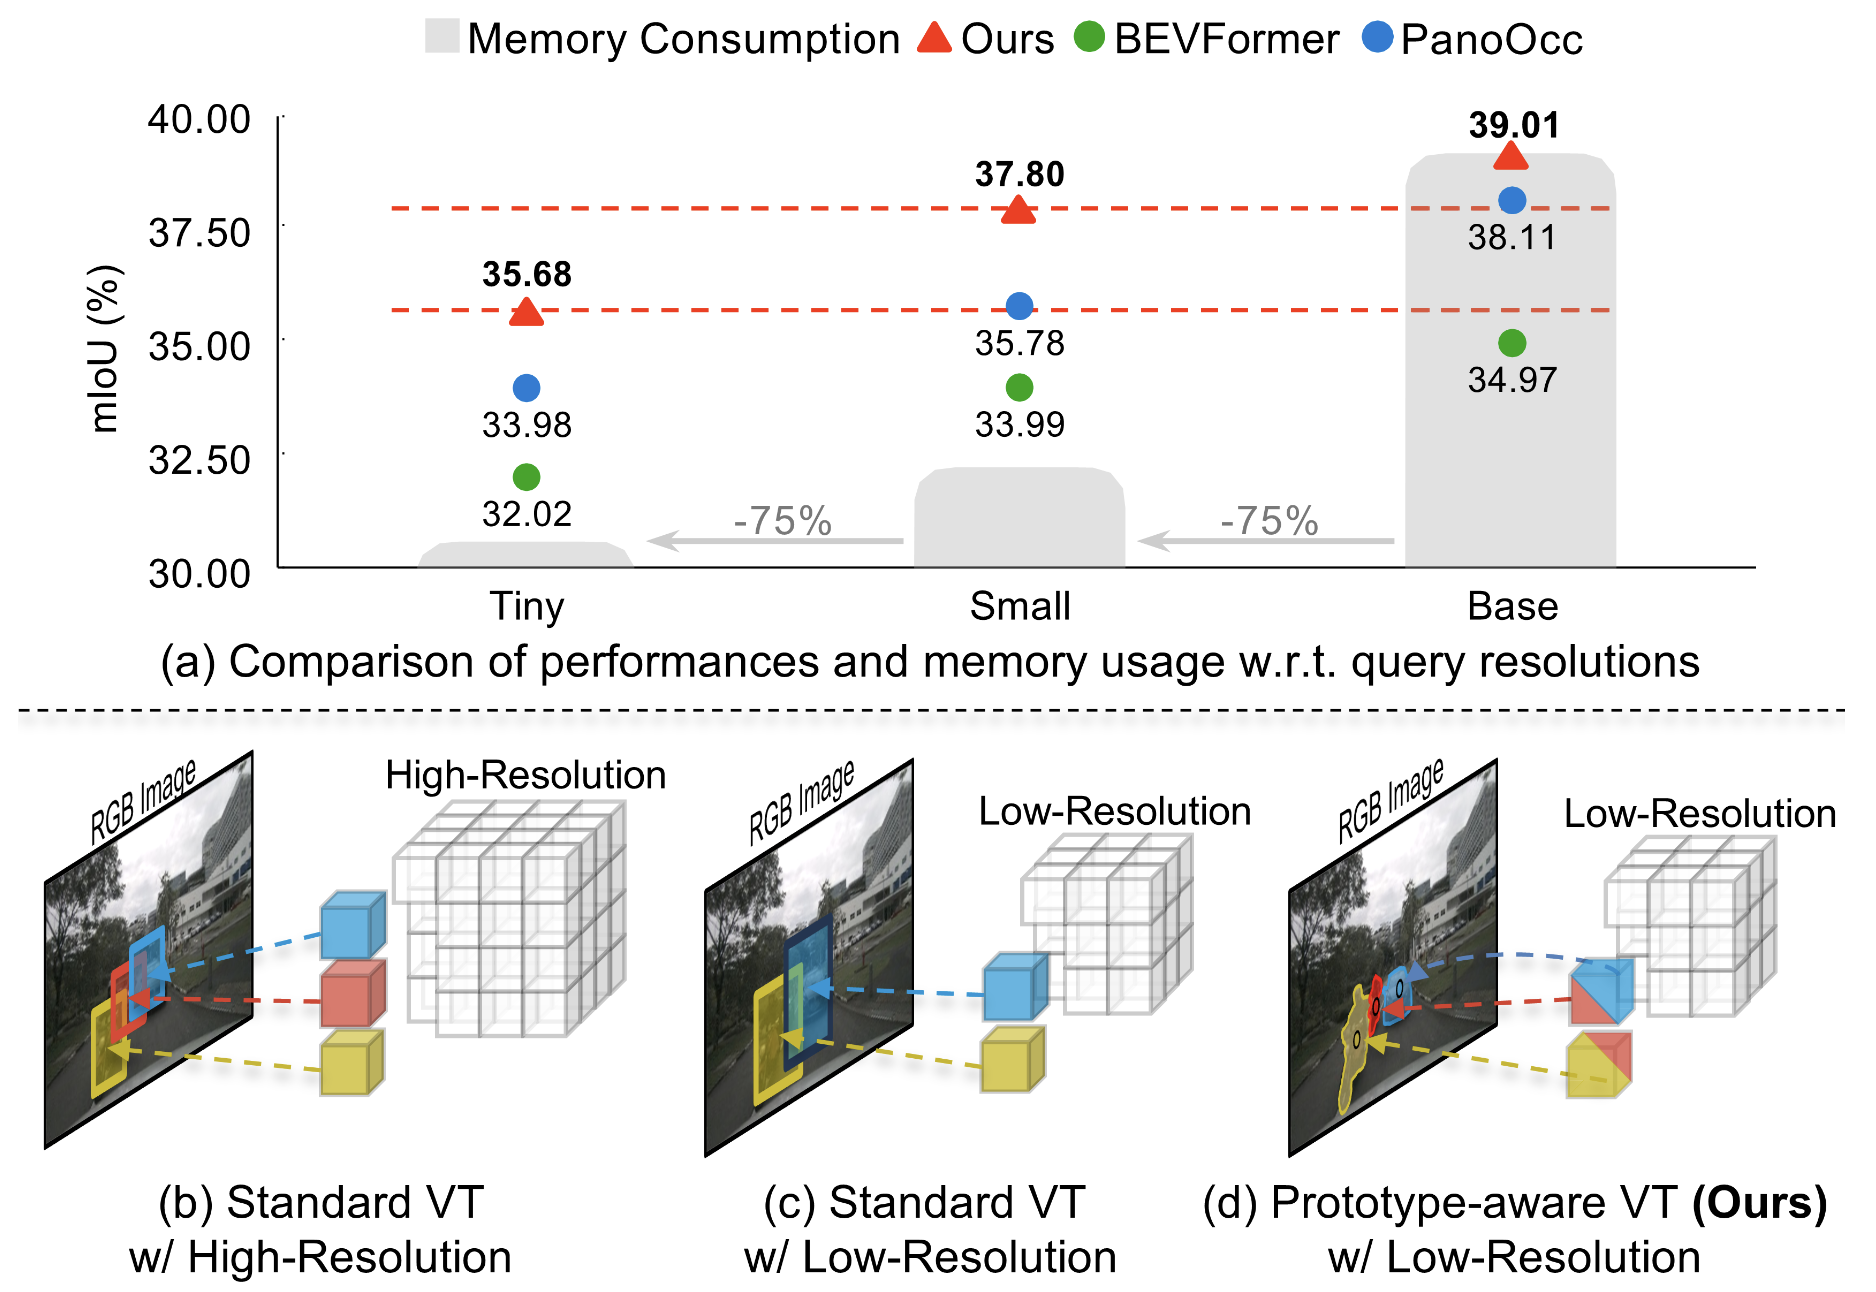 Memory Consumption Ours BEVFormer PanoOcc
40.00
37.50
35.00
32.50
30.00
mIoU (%)
35.68
33.98
32.02
37.80
35.78
33.99
39.01
38.11
34.97
-75%
-75%
Tiny Small Base
(a) Comparison of performances and memory usage w.r.t. query resolutions
RGB Image
High-Resolution
RGB Image
Low-Resolution
RGB Image
Low-Resolution
(b) Standard VT
w/ High-Resolution
(c) Standard VT
w/ Low-Resolution
(d) Prototype-aware VT (Ours)
w/ Low-Resolution